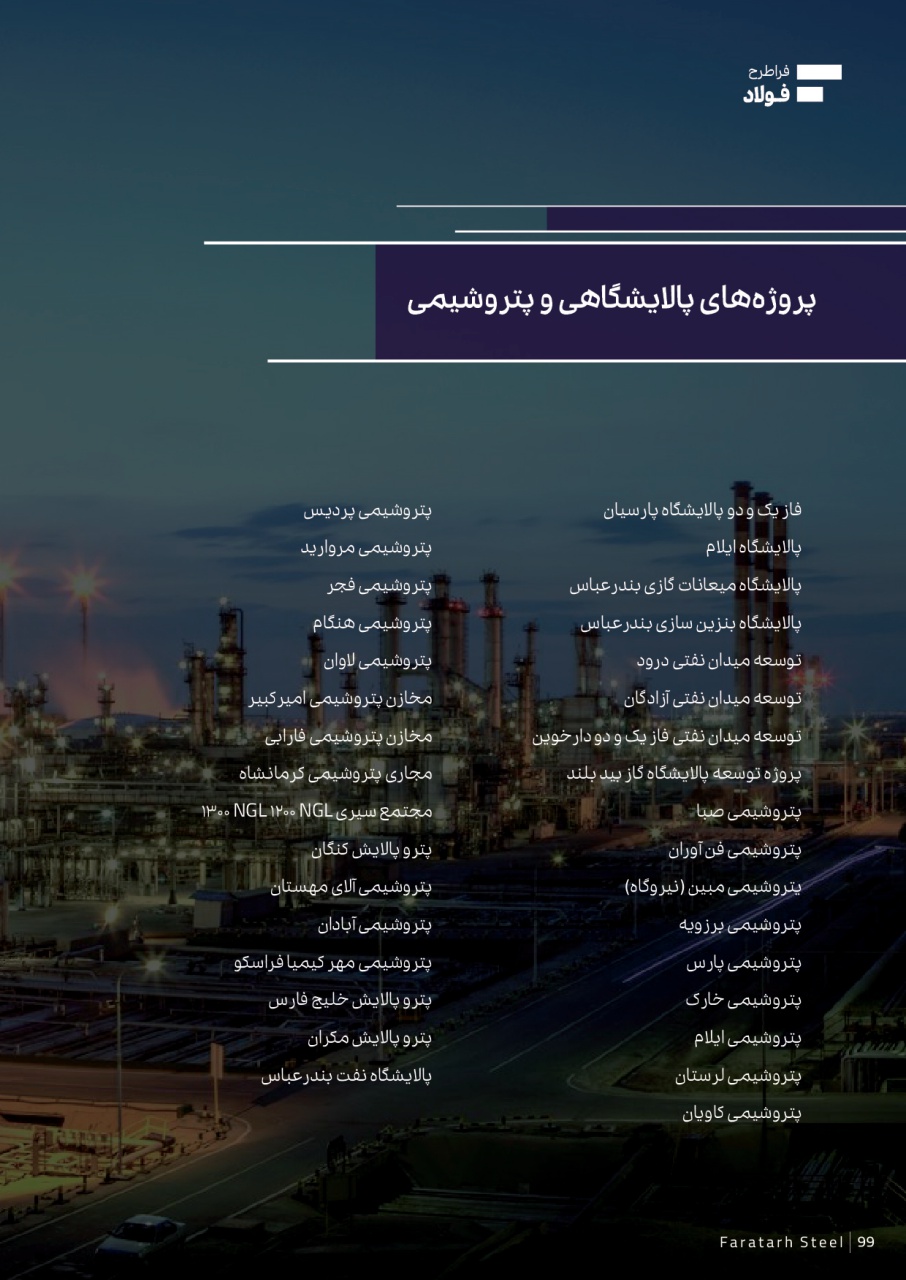 فراطرح
فولاد
پروژه‌های پالایشگاهی و پتروشیمی
فاز یک و دو پالایشگاه پارسیان
پالایشگاه ایلام
پالایشگاه میعانات گازی بندرعباس
پالایشگاه بنزین سازی بندرعباس
توسعه میدان نفتی درود
توسعه میدان نفتی آزادگان
توسعه میدان نفتی فاز یک و دو دارخوین
پروژه توسعه پالایشگاه گاز بید بلند
پتروشیمی صبا
پتروشیمی فن آوران
پتروشیمی مبین (نیروگاه)
پتروشیمی برزویه
پتروشیمی پارس
پتروشیمی خارک
پتروشیمی ایلام
پتروشیمی لرستان
پتروشیمی کاویان
پتروشیمی پردیس
پتروشیمی مروارید
پتروشیمی فجر
پتروشیمی هنگام
پتروشیمی لاوان
مخازن پتروشیمی امیرکبیر
مخازن پتروشیمی فارابی
مجاری پتروشیمی کرمانشاه
مجتمع سیری NGL ۱۲۰۰ NGL ۱۳۰۰
پترو پالایش کنگان
پتروشیمی آلای مهستان
پتروشیمی آبادان
پتروشیمی مهر کیمیا فراسکو
پترو پالایش خلیج فارس
پترو پالایش مکران
پالایشگاه نفت بندرعباس
Faratarh Steel | 99